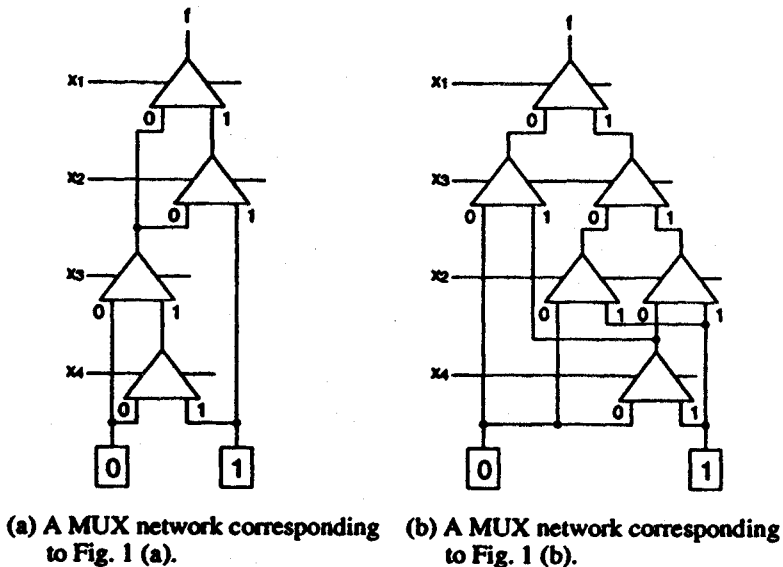 f
x1
0 1
x2
0 1
x3
0 1
x4
0 1
0 1
(a) A MUX network corresponding
to Fig. 1 (a).
f
x1
0 1
x3
0 1 0 1
x2
0 1 0 1
x4
0 1
0 1
(b) A MUX network corresponding
to Fig. 1 (b).